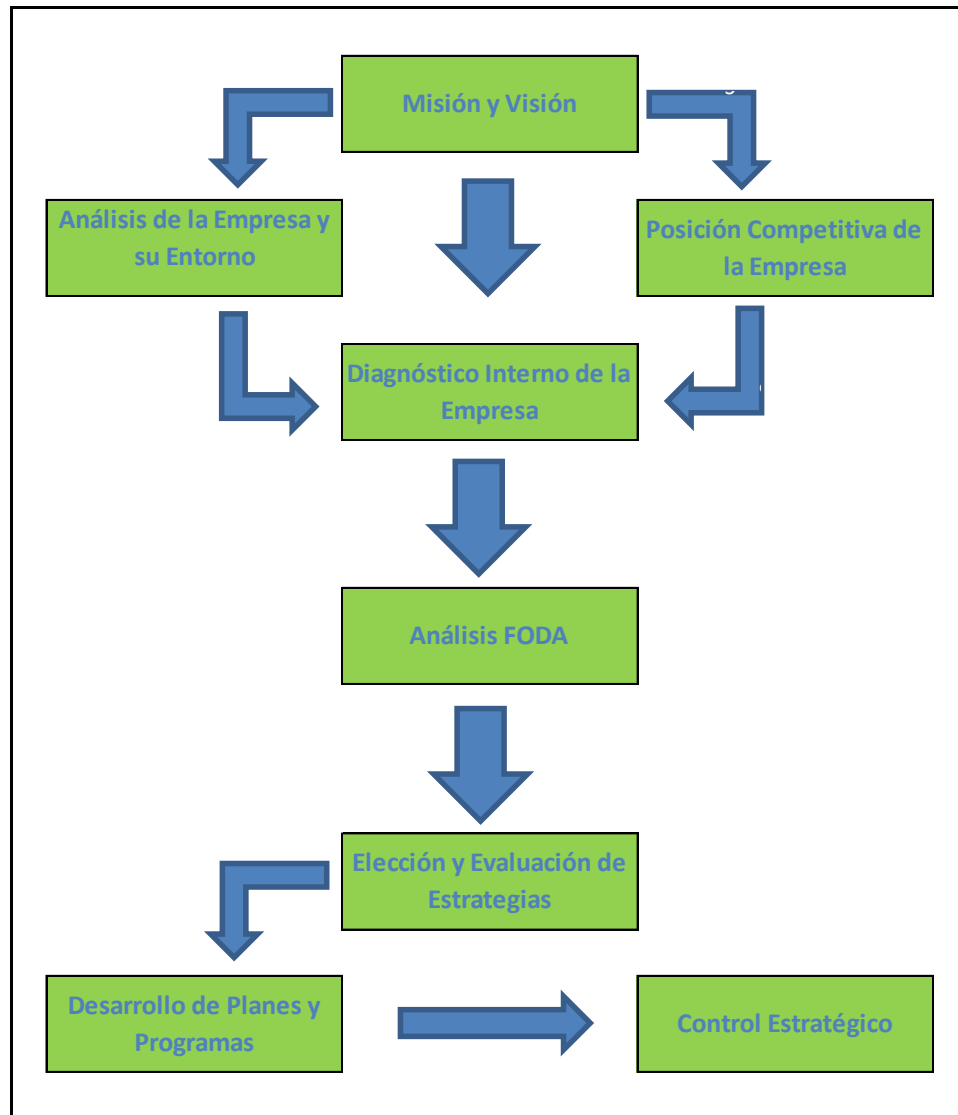 Misión y Visión
Análisis de la Empresa y
su Entorno
Posición Competitiva de
la Empresa
Diagnóstico Interno de la
Empresa
Análisis FODA
Elección y Evaluación de
Estrategias
Desarrollo de Planes y
Programas
Control Estratégico